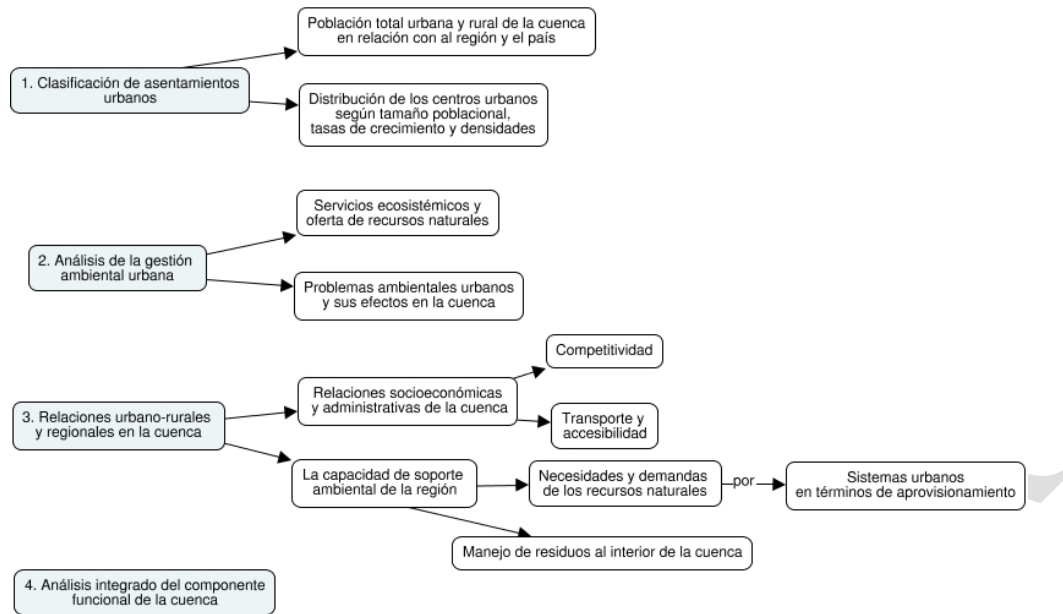 Población total urbana y rural de la cuenca
en relación con al región y el país
1. Clasificación de asentamientos
urbanos
Distribución de los centros urbanos
según tamaño poblacional,
tasas de crecimiento y densidades
Servicios ecosistémicos y
oferta de recursos naturales
2. Análisis de la gestión
ambiental urbana
Problemas ambientales urbanos
y sus efectos en la cuenca
Competitividad
Relaciones socioeconómicas
y administrativas de la cuenca
3. Relaciones urbano-rurales
y regionales en la cuenca
Transporte y
accesibilidad
La capacidad de soporte
ambiental de la región
Necesidades y demandas
de los recursos naturales
por
Sistemas urbanos
en términos de aprovisionamiento
Manejo de residuos al interior de la cuenca
4. Análisis integrado del componente
funcional de la cuenca